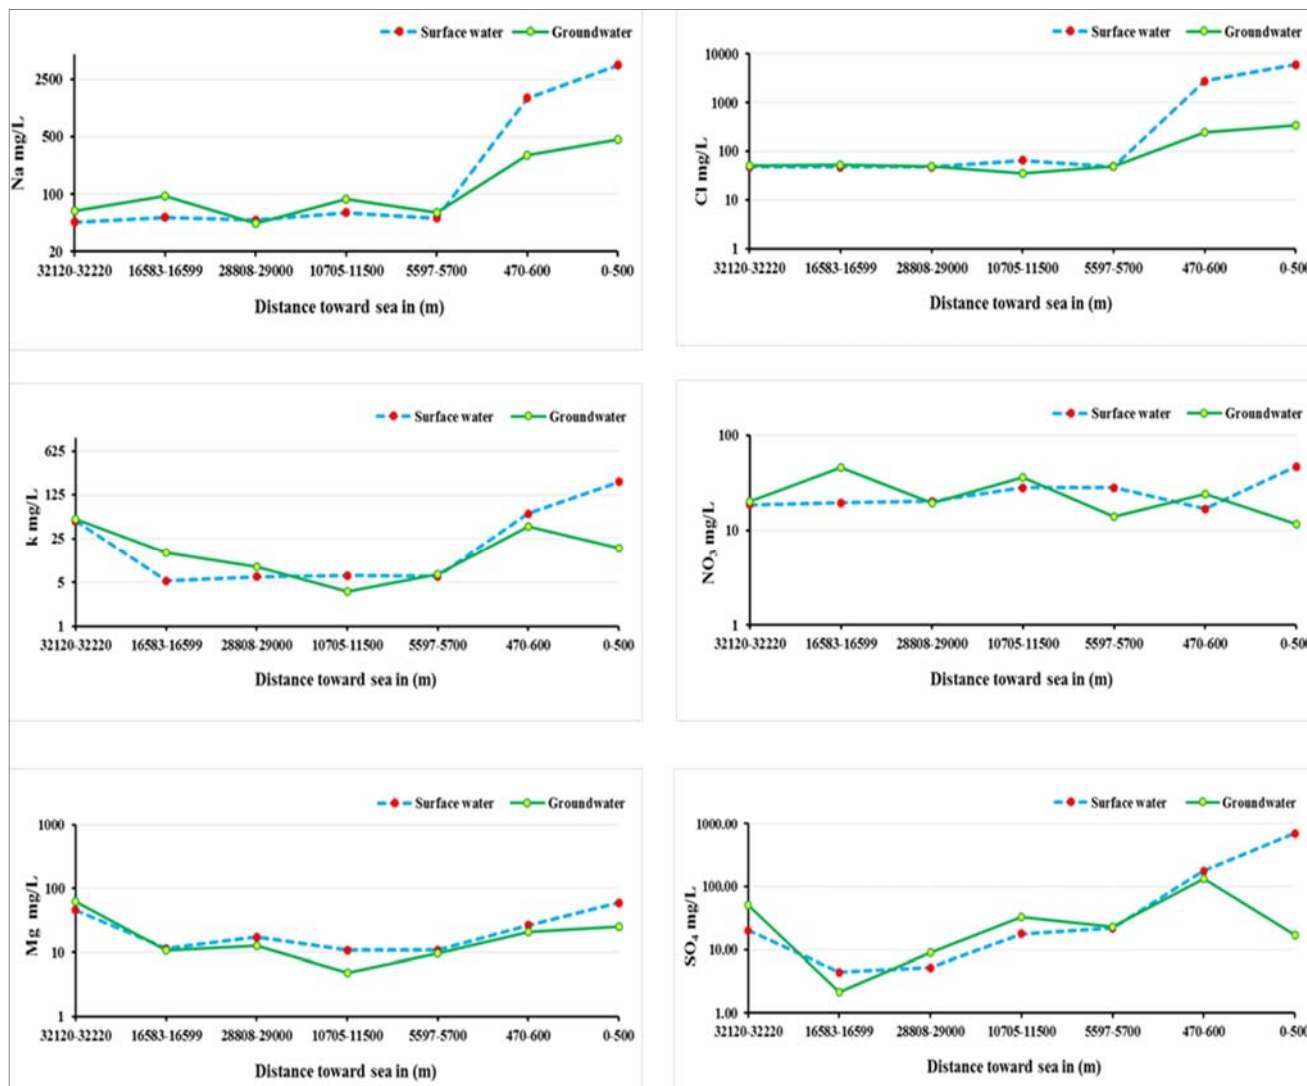 Surface water Groundwater
Na mg/L
2500
500
100
20
32120-32220 16583-16599 28808-29000 10705-11500 5597-5700 470-600 0-500
Distance toward sea in (m)
Surface water Groundwater
Cl mg/L
10000
1000
100
10
1
32120-32220 16583-16599 28808-29000 10705-11500 5597-5700 470-600 0-500
Distance toward sea in (m)
Surface water Groundwater
k mg/L
625
125
25
5
1
32120-32220 16583-16599 28808-29000 10705-11500 5597-5700 470-600 0-500
Distance toward sea in (m)
Surface water Groundwater
NO3 mg/L
100
10
1
32120-32220 16583-16599 28808-29000 10705-11500 5597-5700 470-600 0-500
Distance toward sea in (m)
Surface water Groundwater
Mg mg/L
1000
100
10
1
32120-32220 16583-16599 28808-29000 10705-11500 5597-5700 470-600 0-500
Distance toward sea in (m)
Surface water Groundwater
SO4 mg/L
1000.00
100.00
10.00
1.00
32120-32220 16583-16599 28808-29000 10705-11500 5597-5700 470-600 0-500
Distance toward sea in (m)